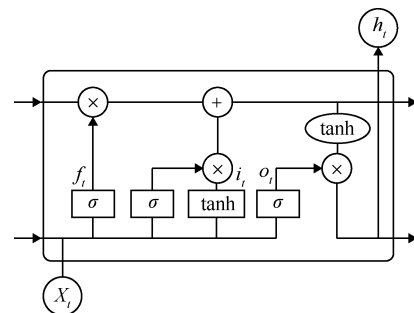 h_t
× +
tanh
f_t × i_t o_t ×
σ σ tanh σ
X_t